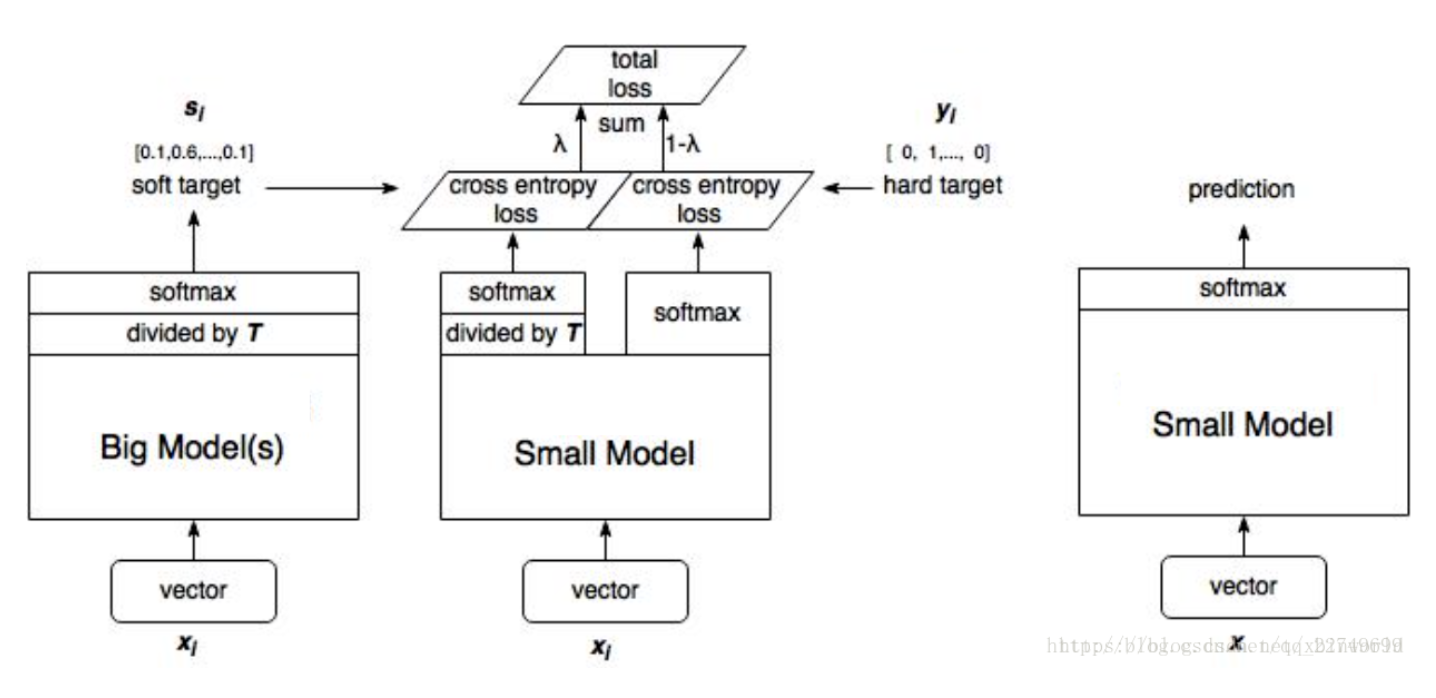 total
loss
sum
λ
1-λ
s_i
[0.1,0.6,...,0.1]
soft target
cross entropy
loss
cross entropy
loss
y_i
[ 0, 1,..., 0]
hard target
prediction
softmax
divided by T
Big Model(s)
vector
x_i
softmax
divided by T
softmax
Small Model
vector
x_i
softmax
Small Model
vector
x